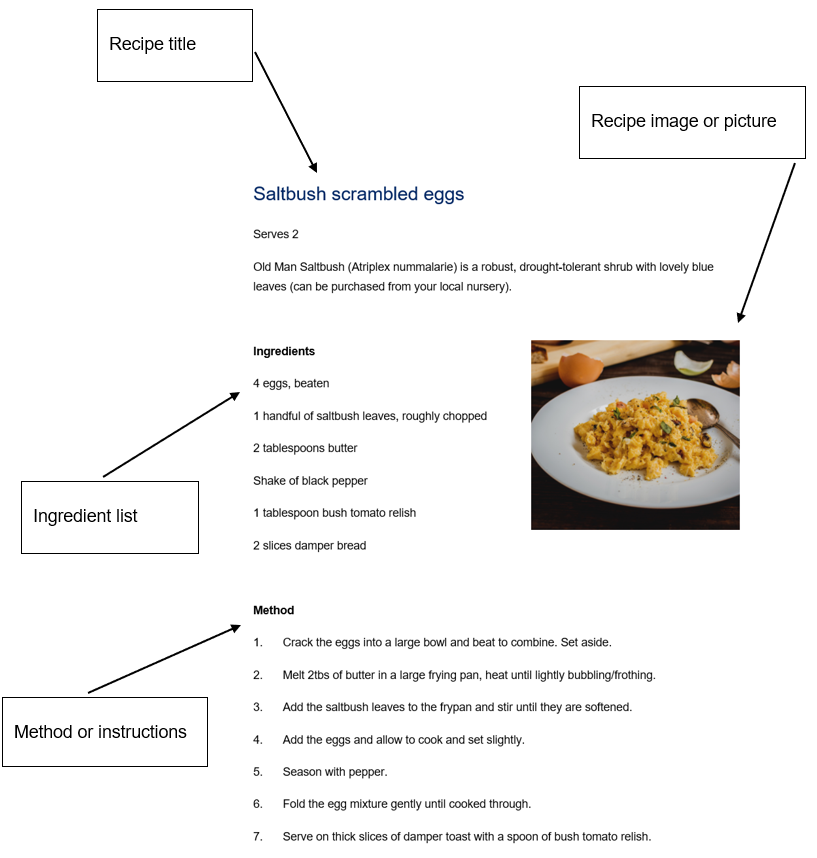 Recipe title
Recipe image or picture
Saltbush scrambled eggs
Serves 2
Old Man Saltbush (Atriplex nummalarie) is a robust, drought-tolerant shrub with lovely blue
leaves (can be purchased from your local nursery).
Ingredients
4 eggs, beaten
1 handful of saltbush leaves, roughly chopped
2 tablespoons butter
Shake of black pepper
1 tablespoon bush tomato relish
2 slices damper bread
Ingredient list
Method
1. Crack the eggs into a large bowl and beat to combine. Set aside.
2. Melt 2tbs of butter in a large frying pan, heat until lightly bubbling/frothing.
3. Add the saltbush leaves to the frypan and stir until they are softened.
4. Add the eggs and allow to cook and set slightly.
5. Season with pepper.
6. Fold the egg mixture gently until cooked through.
7. Serve on thick slices of damper toast with a spoon of bush tomato relish.
Method or instructions